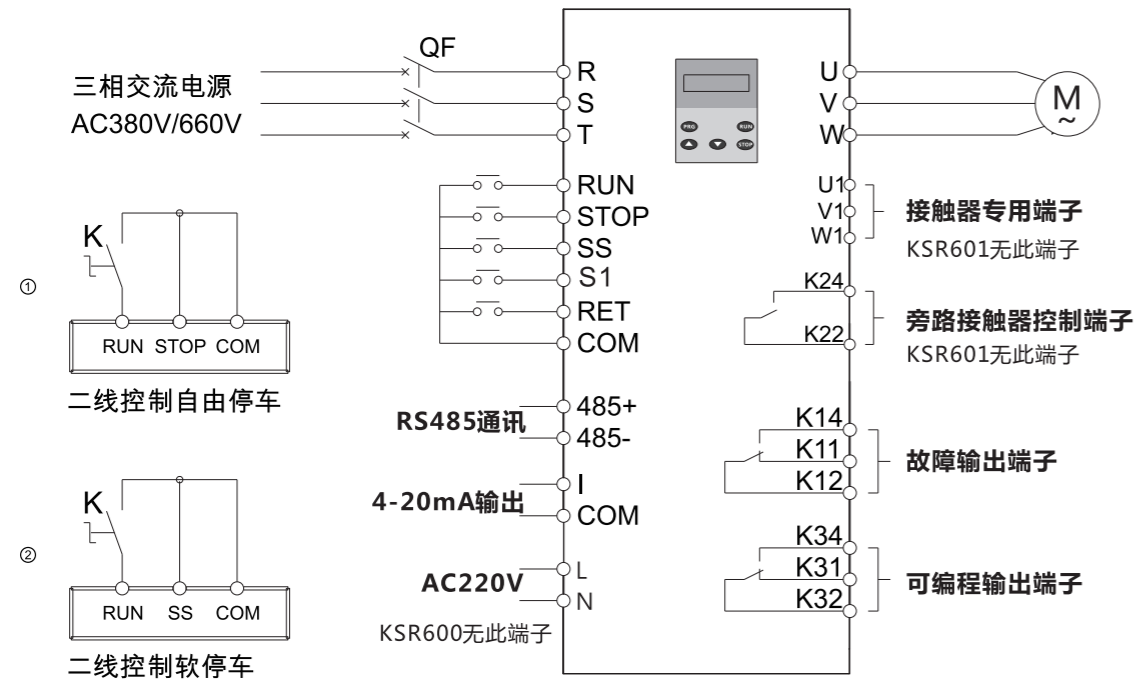 QF
三相交流电源
AC380V/660V
R
S
T
PRG
RUN
STOP
U
V
W
M
~
RUN
STOP
SS
S1
RET
COM
U1
V1
W1
接触器专用端子
KSR601无此端子
K24
K22
旁路接触器控制端子
KSR601无此端子
①
K
RUN STOP COM
二线控制自由停车
RS485通讯
485+
485-
4-20mA输出
I
COM
AC220V
L
N
KSR600无此端子
K14
K11
K12
故障输出端子
K34
K31
K32
可编程输出端子
②
K
RUN SS COM
二线控制软停车